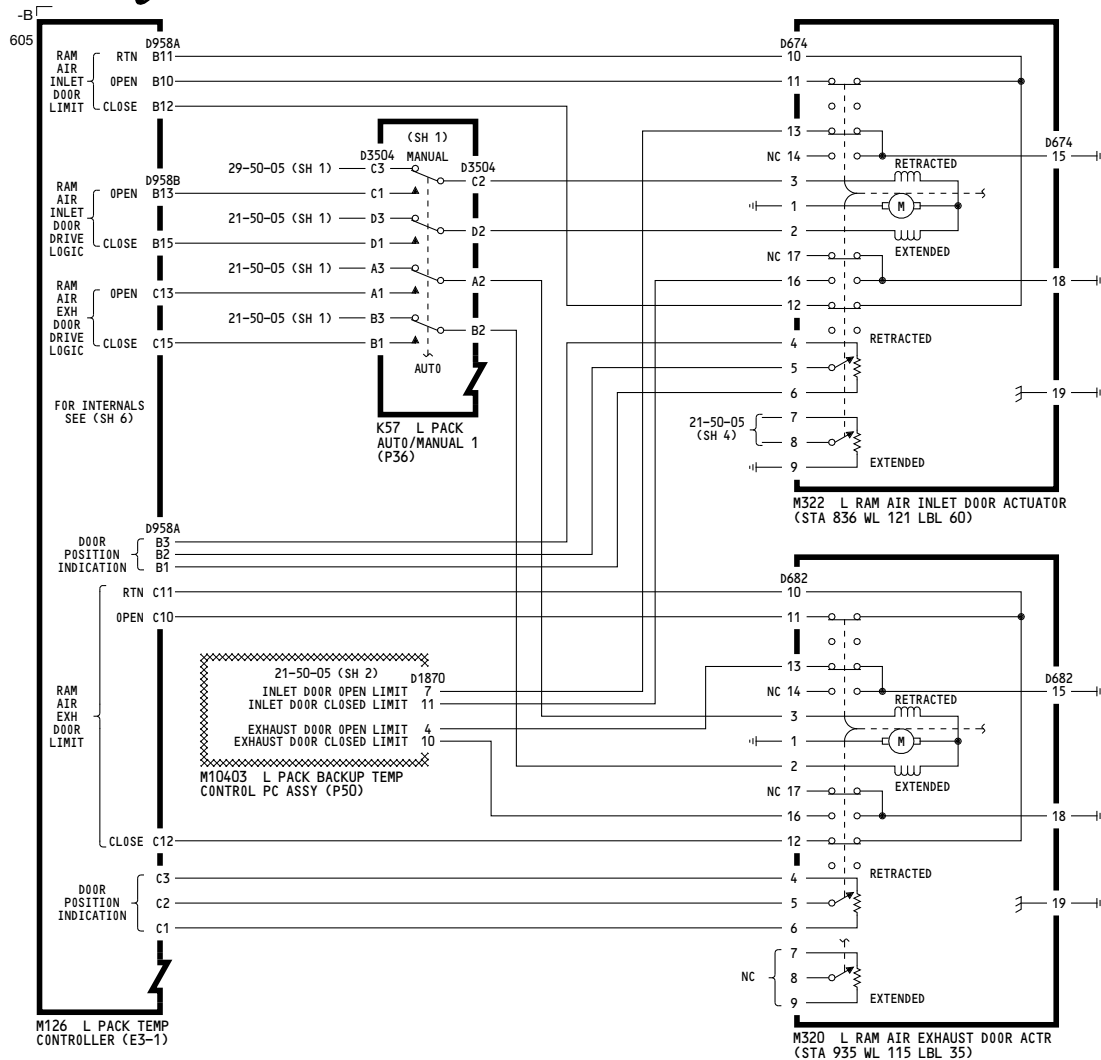 -B
605
D958A
RAM AIR INLET DOOR LIMIT
RTN B11
OPEN B10
CLOSE B12
D958B
RAM AIR INLET DOOR DRIVE LOGIC
OPEN B13
CLOSE B15
RAM AIR EXH DOOR DRIVE LOGIC
OPEN C13
CLOSE C15
FOR INTERNALS
SEE (SH 6)
D958A
DOOR POSITION INDICATION
B3
B2
B1
RTN C11
OPEN C10
RAM AIR EXH DOOR LIMIT
CLOSE C12
DOOR POSITION INDICATION
C3
C2
C1
M126 L PACK TEMP
CONTROLLER (E3-1)
(SH 1)
D3504 MANUAL D3504
29-50-05 (SH 1) C3
C1
C2
21-50-05 (SH 1) D3
D1
D2
21-50-05 (SH 1) A3
A1
A2
21-50-05 (SH 1) B3
B1
B2
AUTO
K57 L PACK
AUTO/MANUAL 1
(P36)
21-50-05 (SH 2)
D1870
INLET DOOR OPEN LIMIT 7
INLET DOOR CLOSED LIMIT 11
EXHAUST DOOR OPEN LIMIT 4
EXHAUST DOOR CLOSED LIMIT 10
M10403 L PACK BACKUP TEMP
CONTROL PC ASSY (P50)
D674
10
11
13
D674
NC 14
15
RETRACTED
3
1
M
2
EXTENDED
NC 17
16
18
12
RETRACTED
4
5
6
19
21-50-05
(SH 4)
7
8
9
EXTENDED
M322 L RAM AIR INLET DOOR ACTUATOR
(STA 836 WL 121 LBL 60)
D682
10
11
13
D682
NC 14
15
RETRACTED
3
1
M
2
EXTENDED
NC 17
16
18
12
RETRACTED
4
5
6
19
NC
7
8
9
EXTENDED
M320 L RAM AIR EXHAUST DOOR ACTR
(STA 935 WL 115 LBL 35)